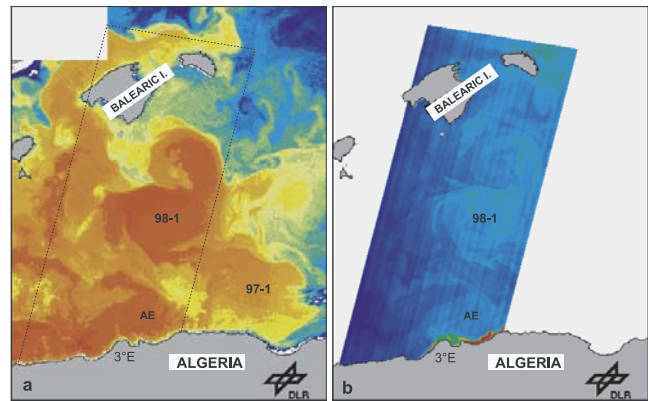 BALEARIC I.
98-1
97-1
AE
3°E
ALGERIA
a
DLR
BALEARIC I.
98-1
AE
3°E
ALGERIA
b
DLR